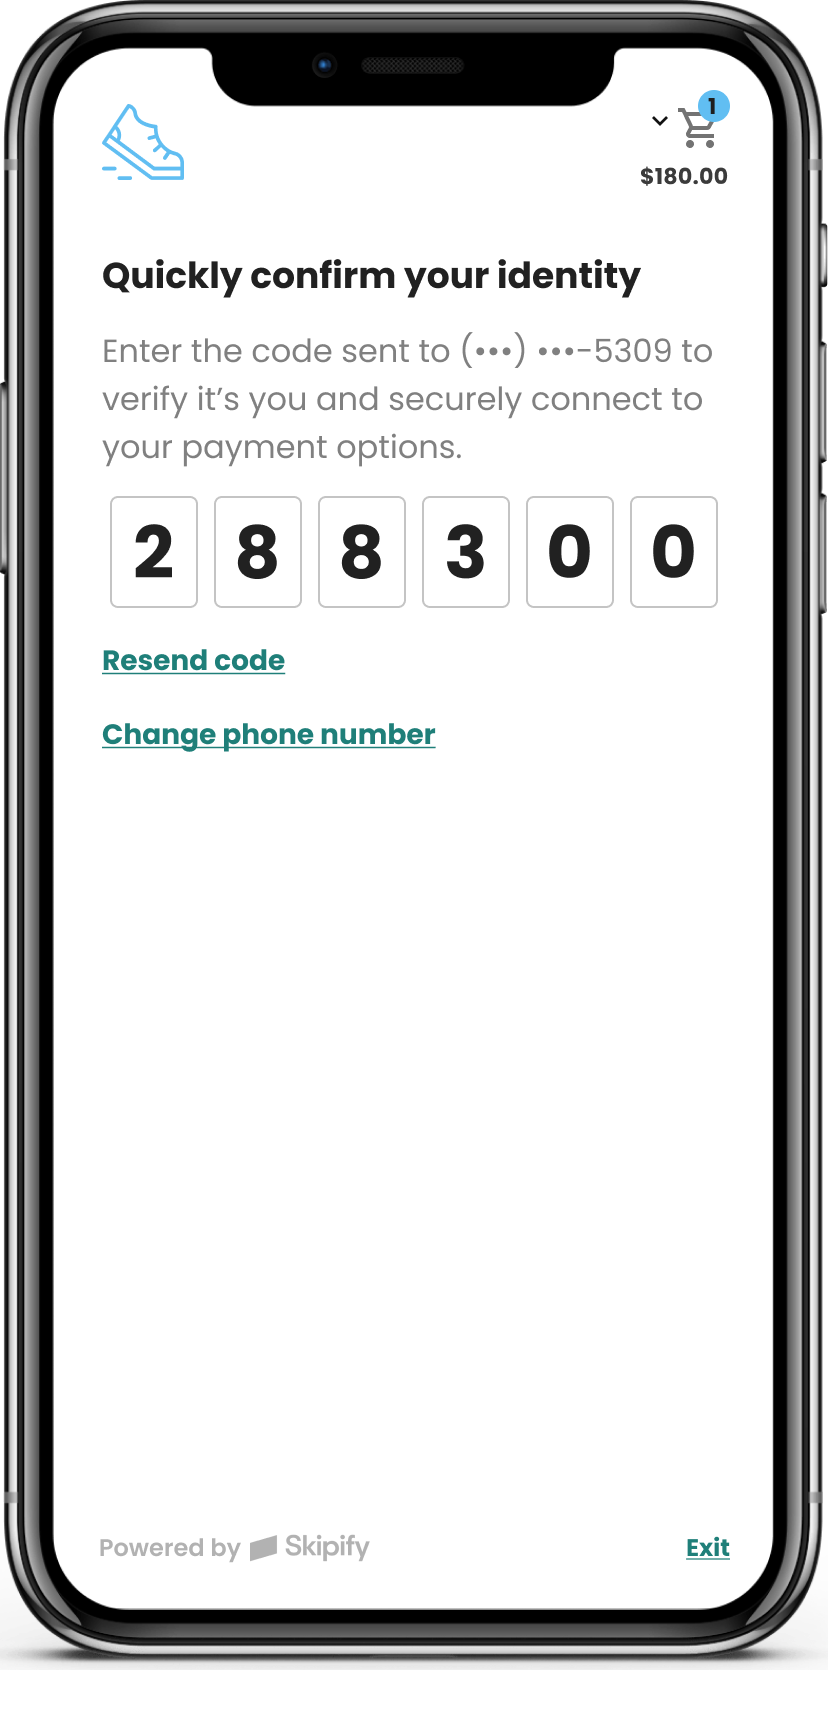 1
$180.00
Quickly confirm your identity
Enter the code sent to (•••) •••-5309 to
verify it’s you and securely connect to
your payment options.
2 8 8 3 0 0
Resend code
Change phone number
Powered by Skipify
Exit